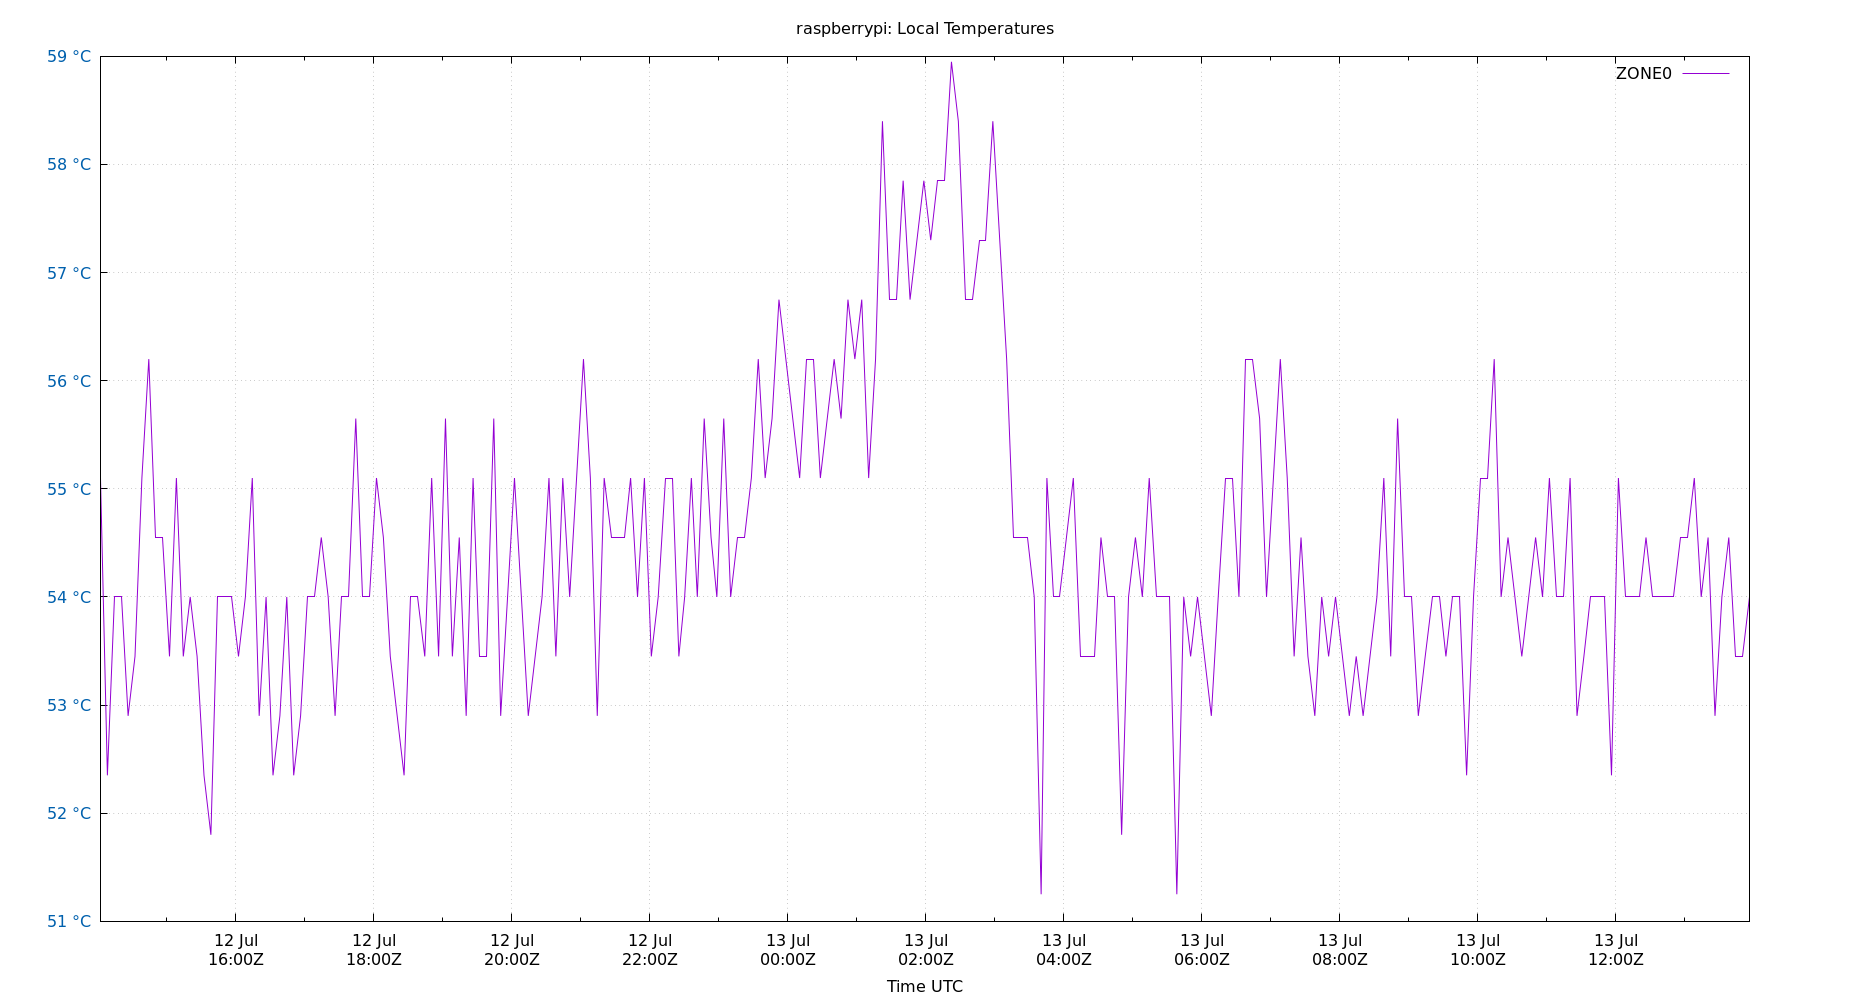 raspberrypi: Local Temperatures
59 °C
ZONE0
58 °C
57 °C
56 °C
55 °C
54 °C
53 °C
52 °C
51 °C
12 Jul 12 Jul 12 Jul 12 Jul 13 Jul 13 Jul 13 Jul 13 Jul 13 Jul 13 Jul 13 Jul
16:00Z 18:00Z 20:00Z 22:00Z 00:00Z 02:00Z 04:00Z 06:00Z 08:00Z 10:00Z 12:00Z
Time UTC